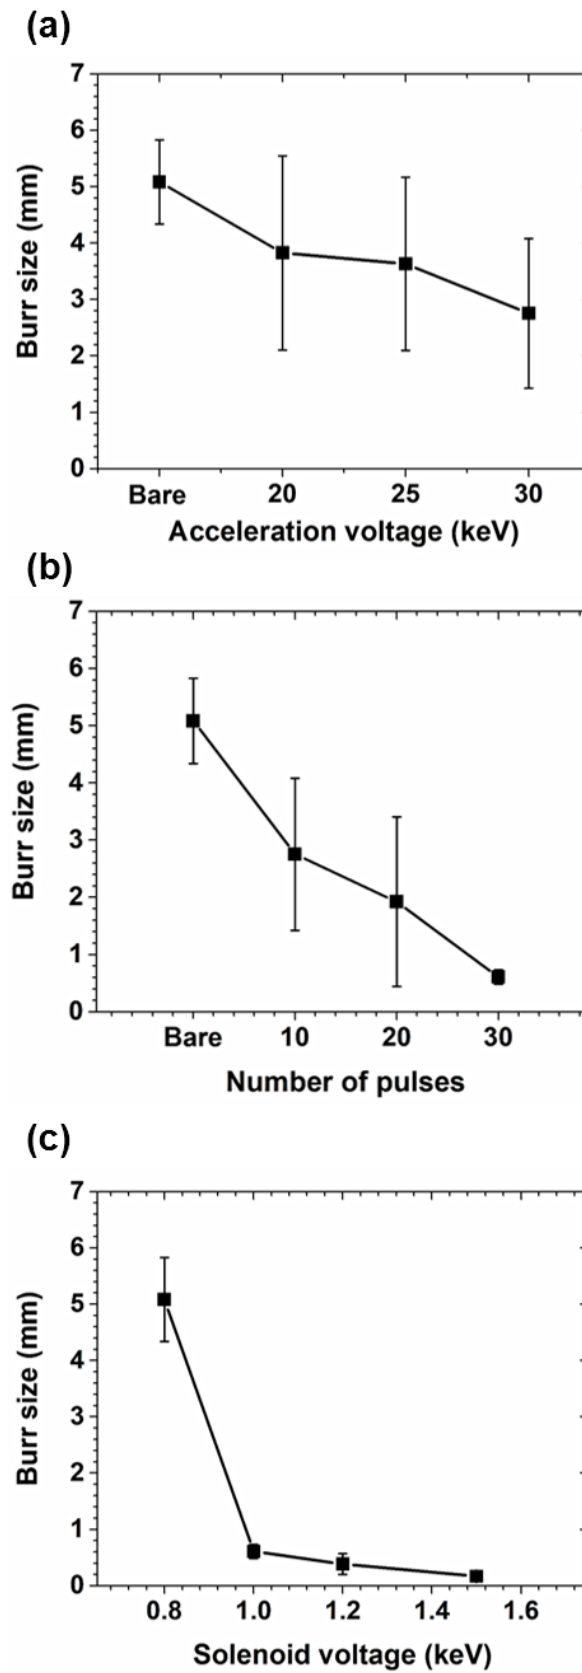 (a)
7
6
5
4
3
2
1
0
Burr size (mm)
Bare 20 25 30
Acceleration voltage (keV)
(b)
7
6
5
4
3
2
1
0
Burr size (mm)
Bare 10 20 30
Number of pulses
(c)
7
6
5
4
3
2
1
0
Burr size (mm)
0.8 1.0 1.2 1.4 1.6
Solenoid voltage (keV)